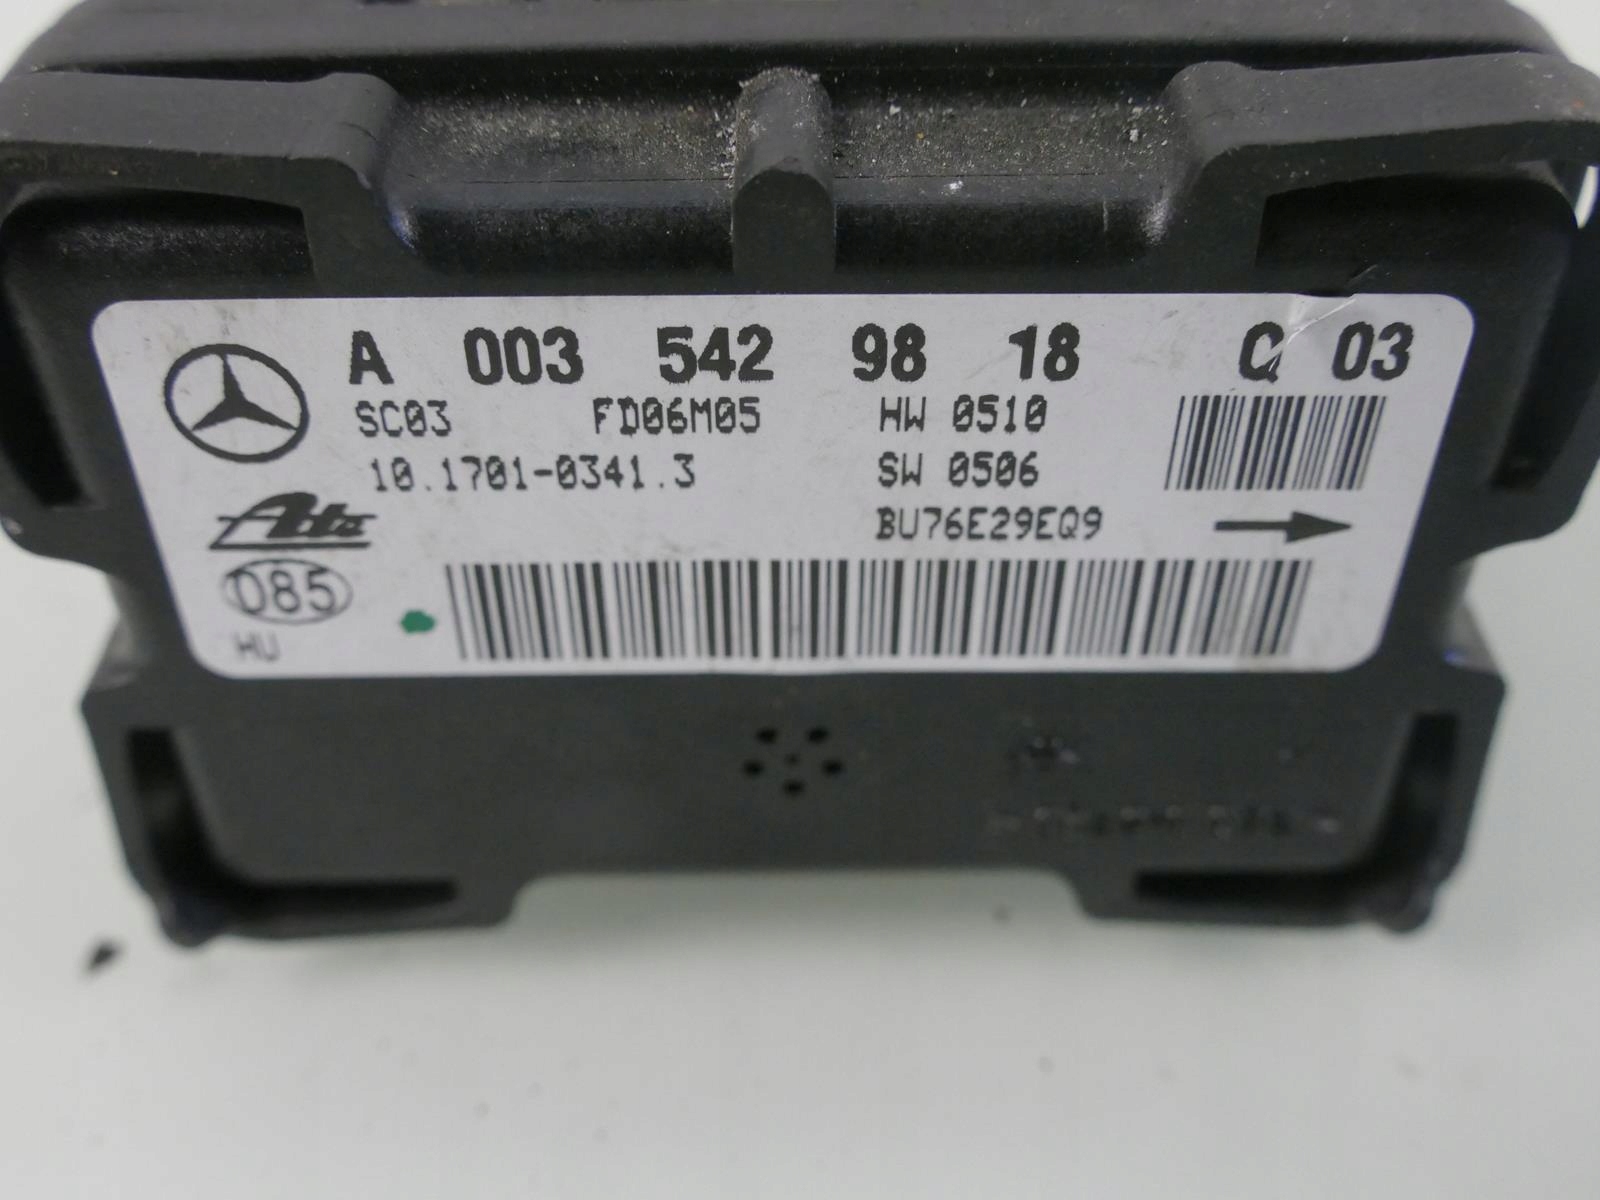 A 003 542 98 18 Q 03
SC03 FD06M05 HW 0510
10.1701-0341.3 SW 0506
Ate BU76E29EQ9
085
HU